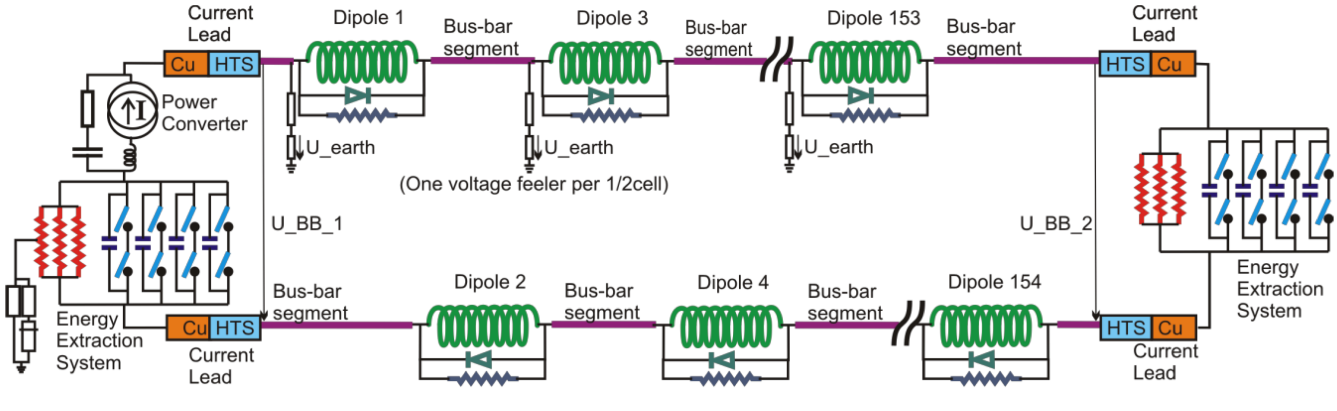 Current
Lead
Dipole 1
Bus-bar
segment
Dipole 3
Bus-bar
segment
Dipole 153
Bus-bar
segment
Current
Lead
Cu
HTS
HTS
Cu
I
Power
Converter
U_earth
U_earth
U_earth
(One voltage feeler per 1/2cell)
U_BB_1
U_BB_2
Energy
Extraction
System
Energy
Extraction
System
Bus-bar
segment
Dipole 2
Bus-bar
segment
Dipole 4
Bus-bar
segment
Dipole 154
Cu
HTS
HTS
Cu
Current
Lead
Current
Lead